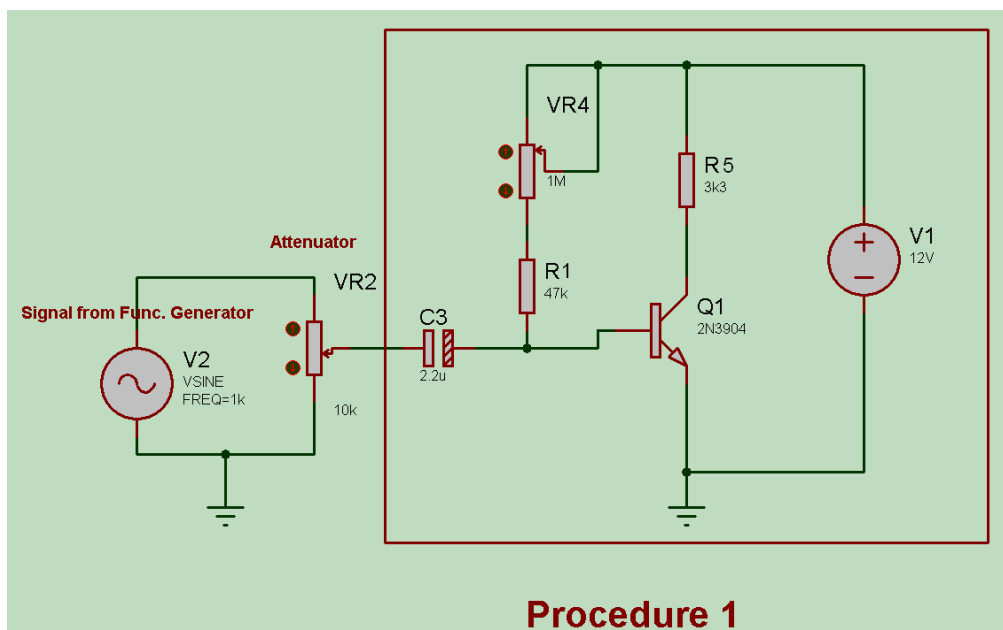 VR4
1M
R5
3k3
V1
12V
Attenuator
VR2
R1
47k
Signal from Func. Generator
C3
2.2u
Q1
2N3904
V2
VSINE
FREQ=1k
10k
Procedure 1